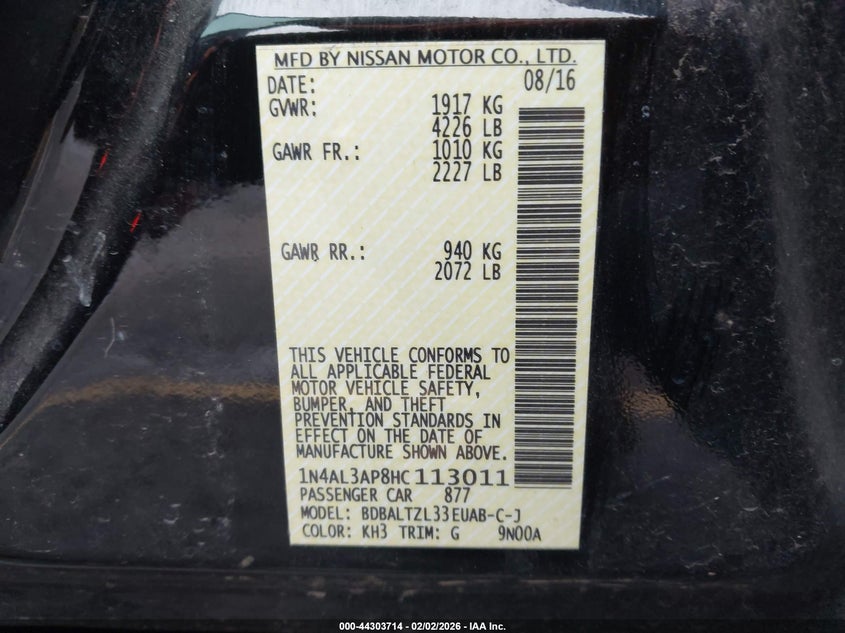 MFD BY NISSAN MOTOR CO., LTD.
DATE: 08/16
GVWR: 1917 KG
4226 LB
GAWR FR.: 1010 KG
2227 LB
GAWR RR.: 940 KG
2072 LB
THIS VEHICLE CONFORMS TO
ALL APPLICABLE FEDERAL
MOTOR VEHICLE SAFETY,
BUMPER, AND THEFT
PREVENTION STANDARDS IN
EFFECT ON THE DATE OF
MANUFACTURE SHOWN ABOVE.
1N4AL3AP8HC113011
PASSENGER CAR 877
MODEL: BDBALTZL33EUAB-C-J
COLOR: KH3 TRIM: G 9N00A
000-44303714 - 02/02/2026 - IAA Inc.